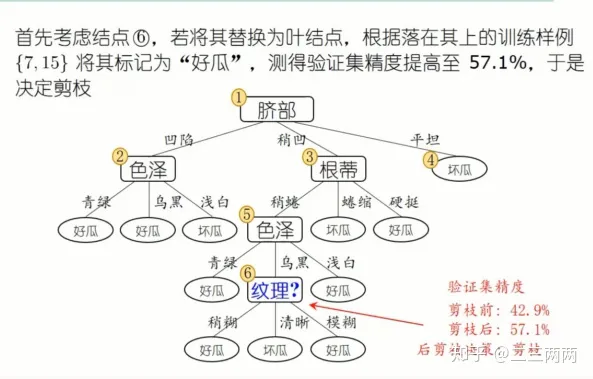 首先考虑结点⑥,若将其替换为叶结点,根据落在其上的训练样例
{7,15} 将其标记为“好瓜”,测得验证集精度提高至 57.1%,于是
决定剪枝
① 脐部
凹陷 稍凹 平坦
② 色泽 ③ 根蒂 ④ 坏瓜
青绿 乌黑 浅白 稍蜷 蜷缩 硬挺
好瓜 好瓜 坏瓜 ⑤ 色泽 坏瓜 好瓜
青绿 乌黑 浅白
好瓜 ⑥ 纹理? 好瓜
稍糊 清晰 模糊
好瓜 坏瓜 好瓜
验证集精度
剪枝前: 42.9%
剪枝后: 57.1%
后剪枝决策: 剪枝
知乎 @三三两两